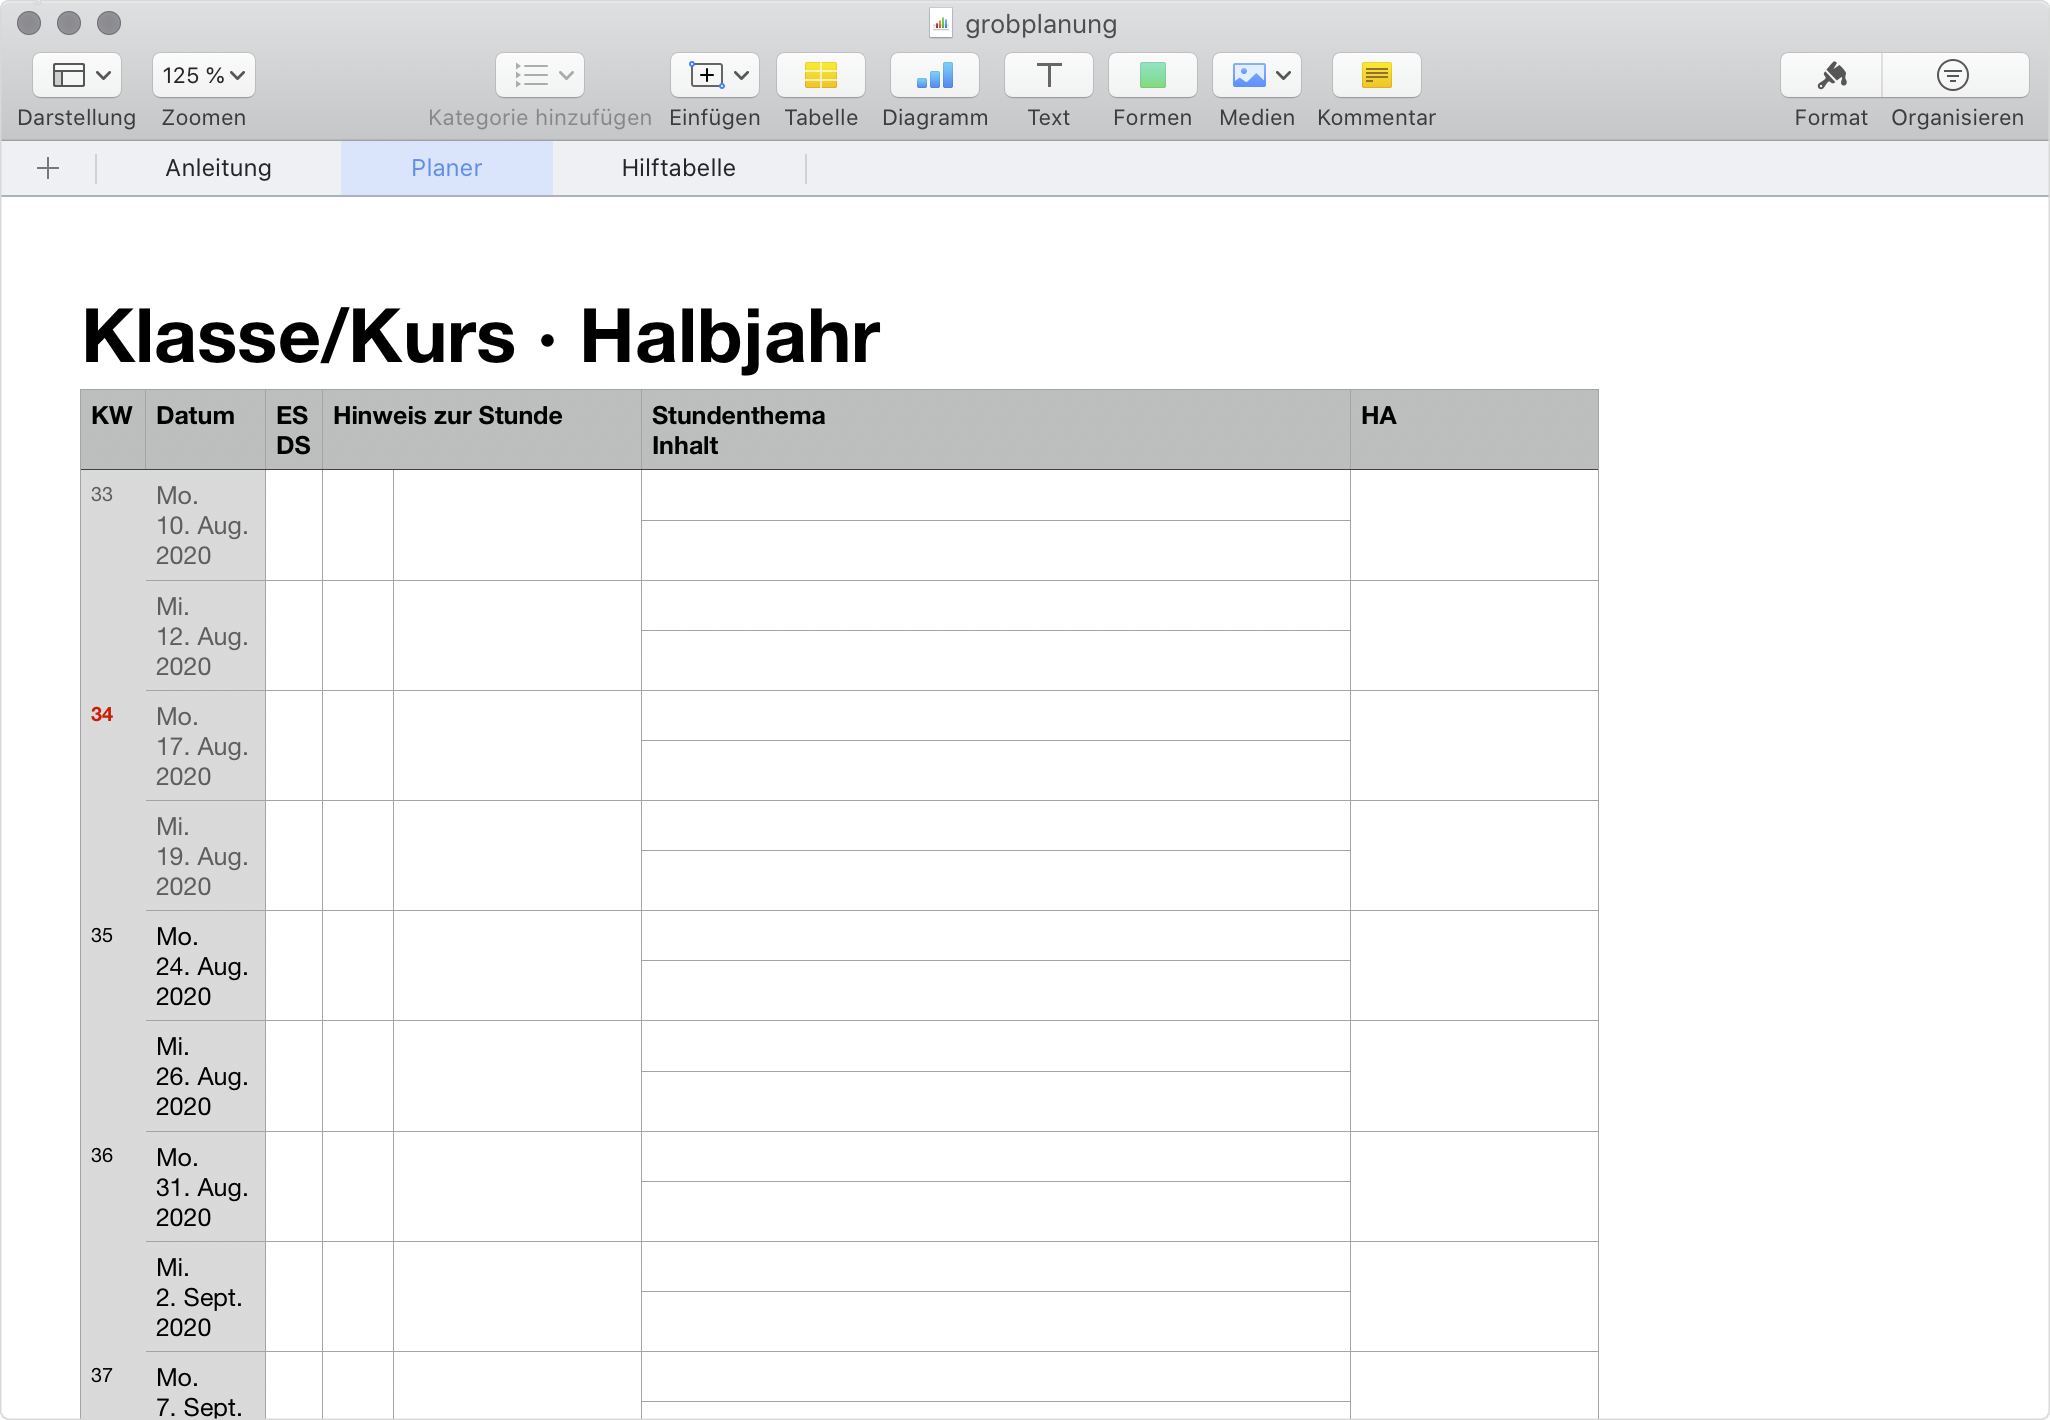 grobplanung
125 %
Darstellung Zoomen Kategorie hinzufügen Einfügen Tabelle Diagramm Text Formen Medien Kommentar Format Organisieren
Anleitung Planer Hilftabelle
Klasse/Kurs · Halbjahr
KW Datum ES Hinweis zur Stunde Stundenthema HA
DS Inhalt
33 Mo.
10. Aug.
2020
Mi.
12. Aug.
2020
34 Mo.
17. Aug.
2020
Mi.
19. Aug.
2020
35 Mo.
24. Aug.
2020
Mi.
26. Aug.
2020
36 Mo.
31. Aug.
2020
Mi.
2. Sept.
2020
37 Mo.
7. Sept.